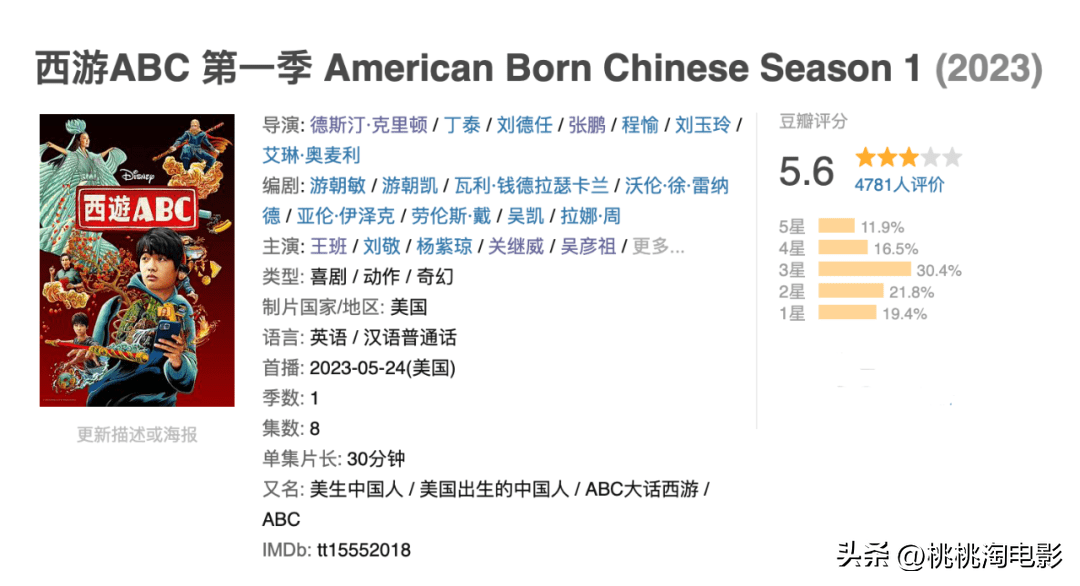 西游ABC 第一季 American Born Chinese Season 1 (2023)
Disney
西遊ABC
更新描述或海报
导演: 德斯汀·克里顿 / 丁泰 / 刘德任 / 张鹏 / 程愉 / 刘玉玲 /
艾琳·奥麦利
编剧: 游朝敏 / 游朝凯 / 瓦利·钱德拉瑟卡兰 / 沃伦·徐·雷纳
德 / 亚伦·伊泽克 / 劳伦斯·戴 / 吴凯 / 拉娜·周
主演: 王班 / 刘敬 / 杨紫琼 / 关继威 / 吴彦祖 / 更多...
类型: 喜剧 / 动作 / 奇幻
制片国家/地区: 美国
语言: 英语 / 汉语普通话
首播: 2023-05-24(美国)
季数: 1
集数: 8
单集片长: 30分钟
又名: 美生中国人 / 美国出生的中国人 / ABC大话西游 /
ABC
IMDb: tt15552018
豆瓣评分
5.6
4781人评价
5星 11.9%
4星 16.5%
3星 30.4%
2星 21.8%
1星 19.4%
头条 @桃桃淘电影